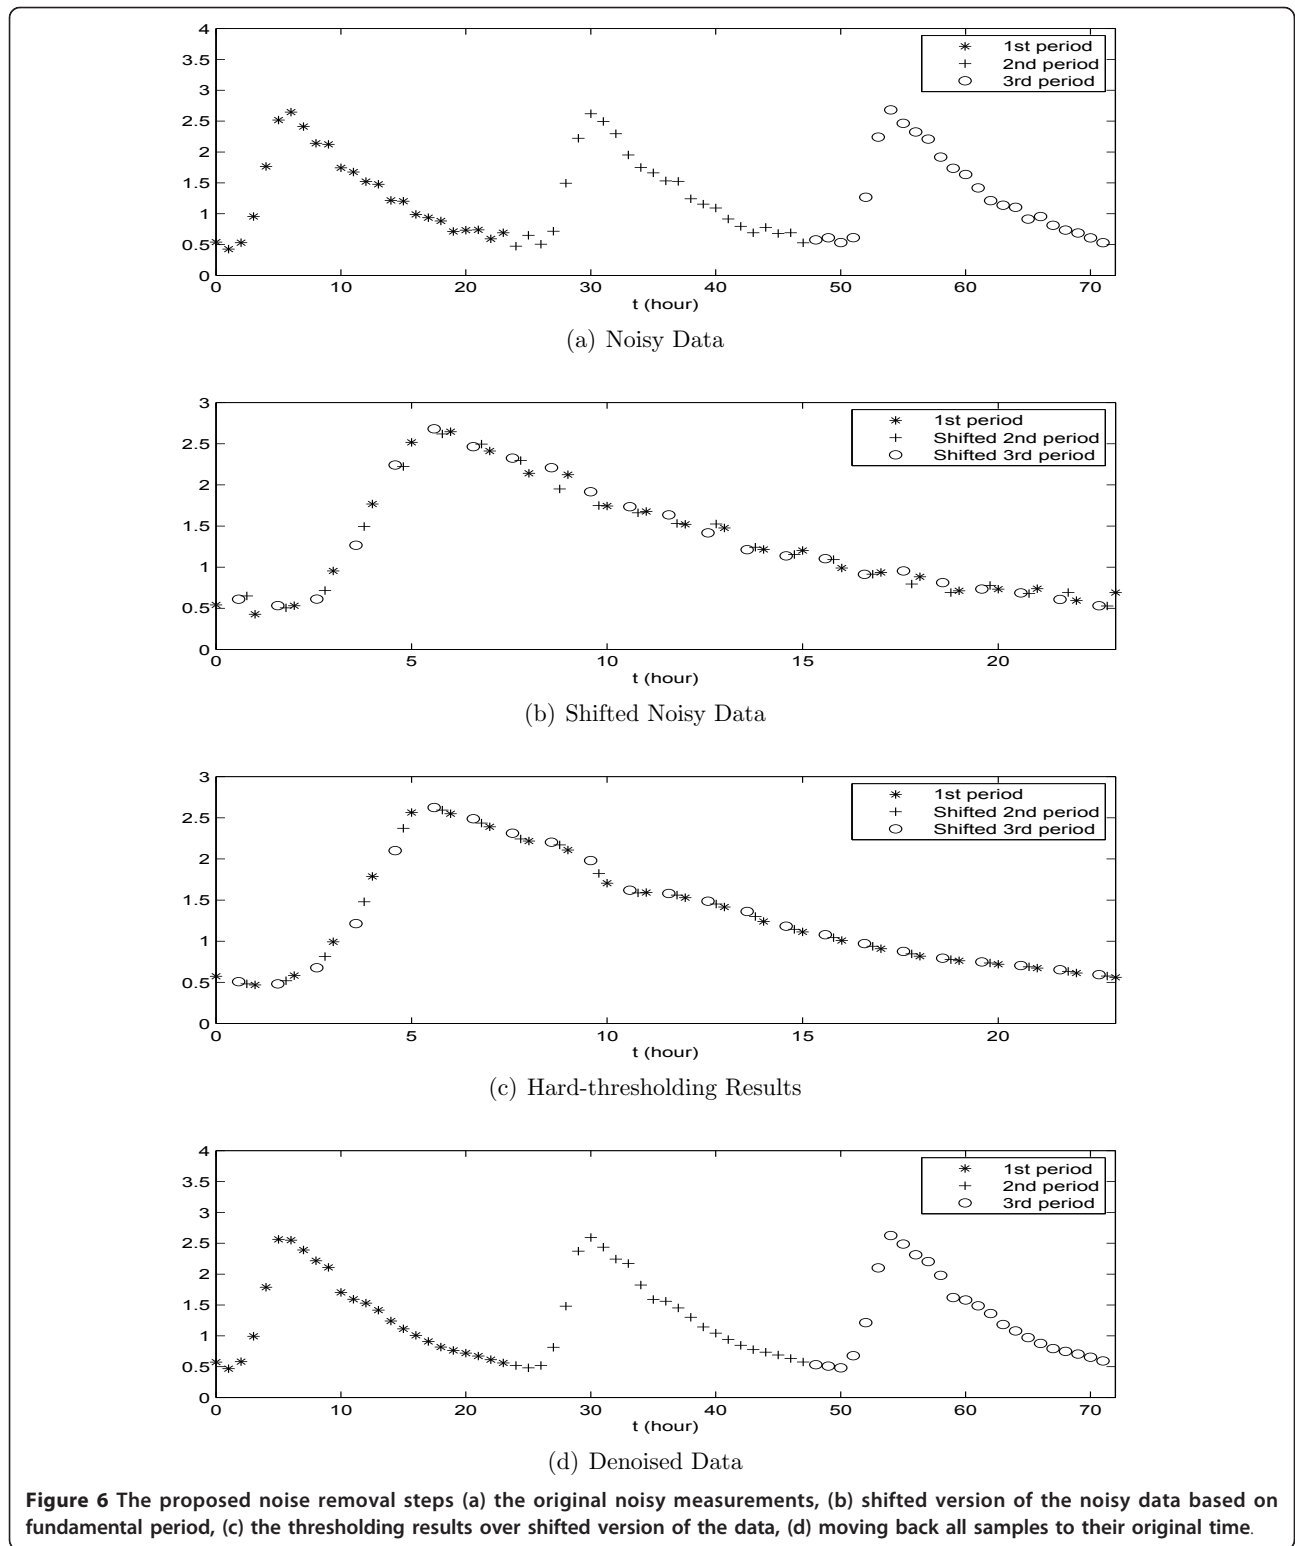 4
3.5
3
2.5
2
1.5
1
0.5
0
0 10 20 30 40 50 60 70
t (hour)
1st period
2nd period
3rd period
(a) Noisy Data
3
2.5
2
1.5
1
0.5
0
0 5 10 15 20
t (hour)
1st period
Shifted 2nd period
Shifted 3rd period
(b) Shifted Noisy Data
3
2.5
2
1.5
1
0.5
0
0 5 10 15 20
t (hour)
1st period
Shifted 2nd period
Shifted 3rd period
(c) Hard-thresholding Results
4
3.5
3
2.5
2
1.5
1
0.5
0
0 10 20 30 40 50 60 70
t (hour)
1st period
2nd period
3rd period
(d) Denoised Data
Figure 6 The proposed noise removal steps (a) the original noisy measurements, (b) shifted version of the noisy data based on
fundamental period, (c) the thresholding results over shifted version of the data, (d) moving back all samples to their original time.